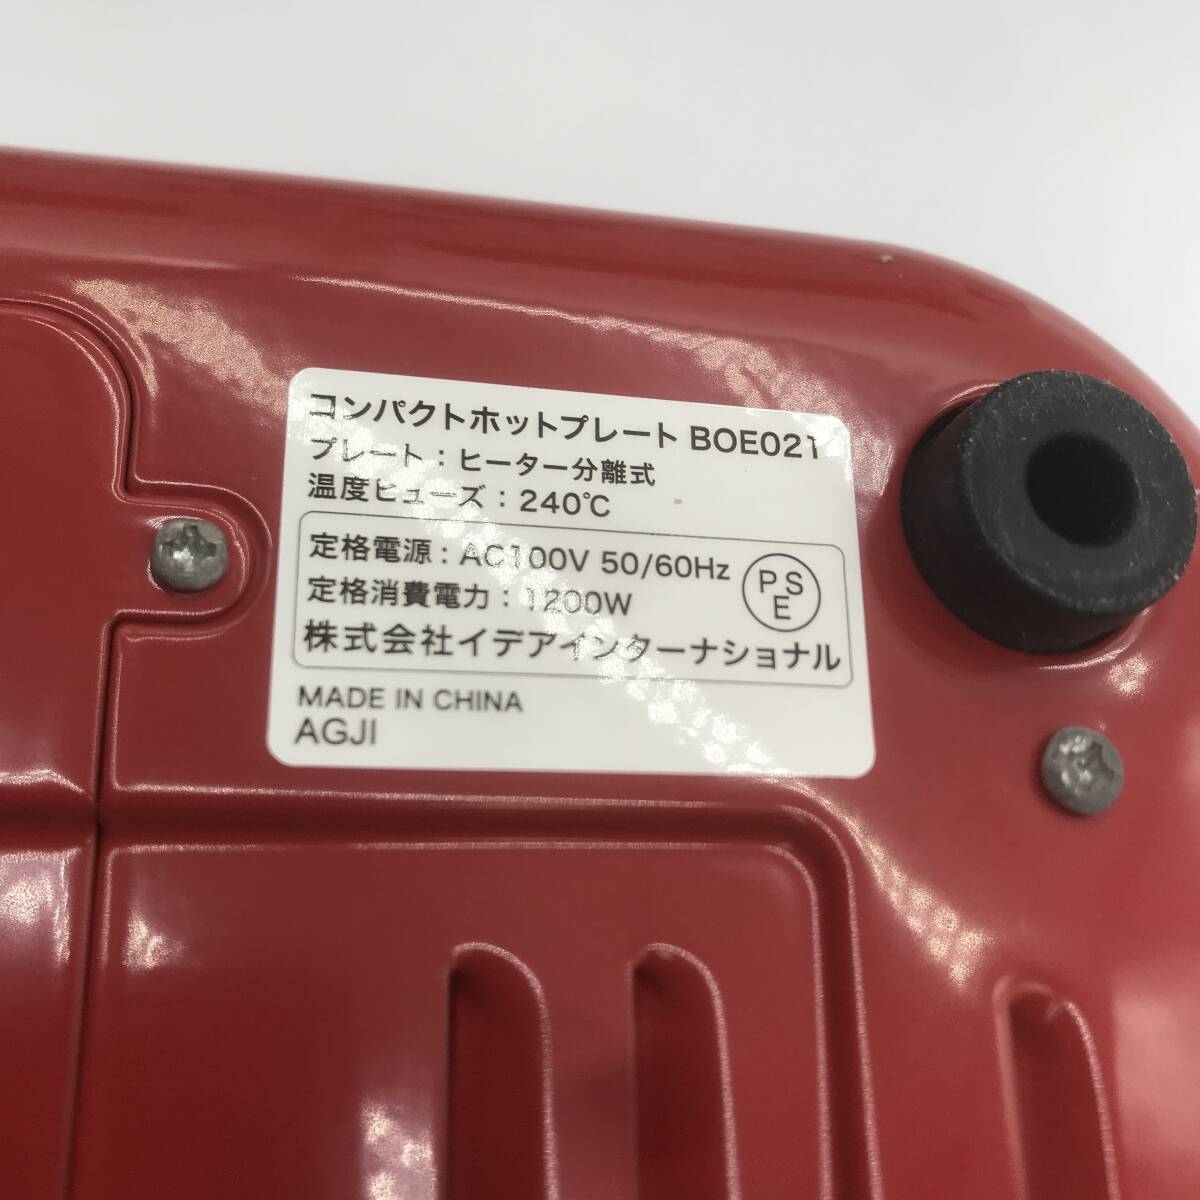 コンパクトホットプレート BOE021
プレート：ヒーター分離式
温度ヒューズ：240℃
定格電源：AC100V 50/60Hz
定格消費電力：1200W
PSE
株式会社イデアインターナショナル
MADE IN CHINA
AGJI